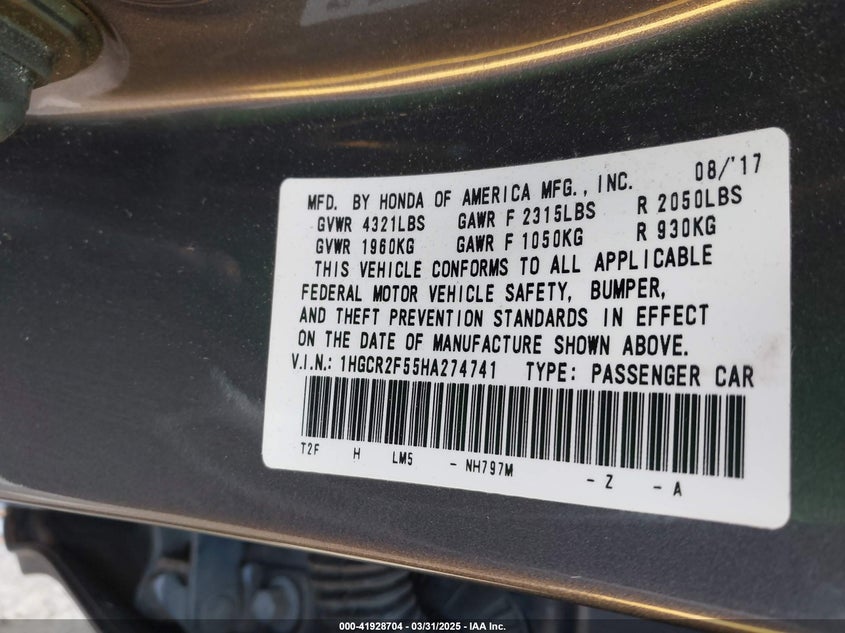 MFD. BY HONDA OF AMERICA MFG., INC. 08/'17
GVWR 4321LBS GAWR F 2315LBS R 2050LBS
GVWR 1960KG GAWR F 1050KG R 930KG
THIS VEHICLE CONFORMS TO ALL APPLICABLE
FEDERAL MOTOR VEHICLE SAFETY, BUMPER,
AND THEFT PREVENTION STANDARDS IN EFFECT
ON THE DATE OF MANUFACTURE SHOWN ABOVE.
V.I.N.: 1HGCR2F55HA274741 TYPE: PASSENGER CAR
T2F H LM5 - NH797M - Z - A
000-41928704 - 03/31/2025 - IAA Inc.